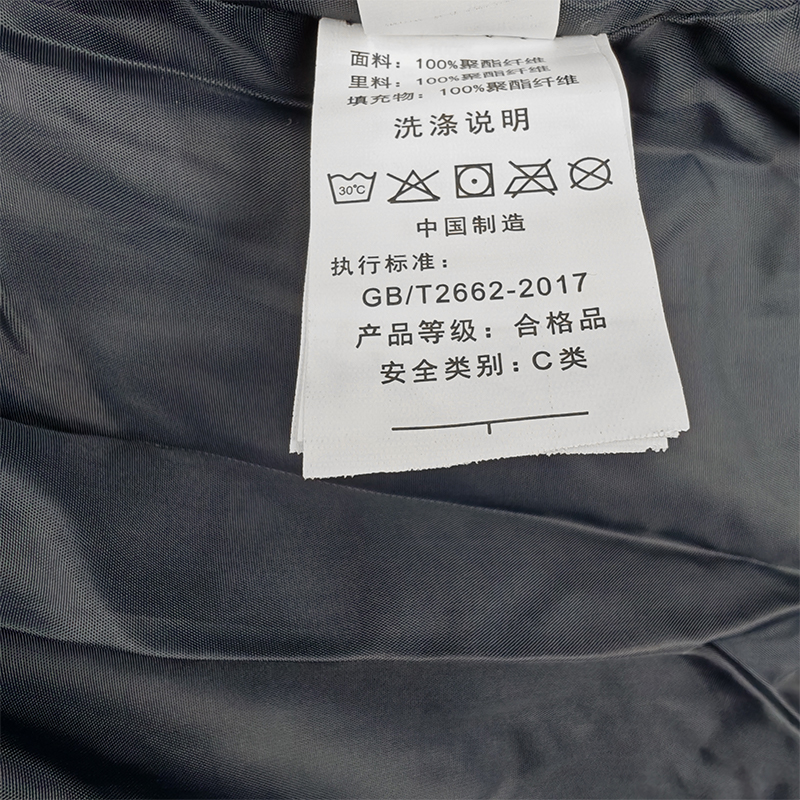 面料：100%聚酯纤维
里料：100%聚酯纤维
填充物：100%聚酯纤维
洗涤说明
30℃
中国制造
执行标准：
GB/T2662-2017
产品等级：合格品
安全类别：C类